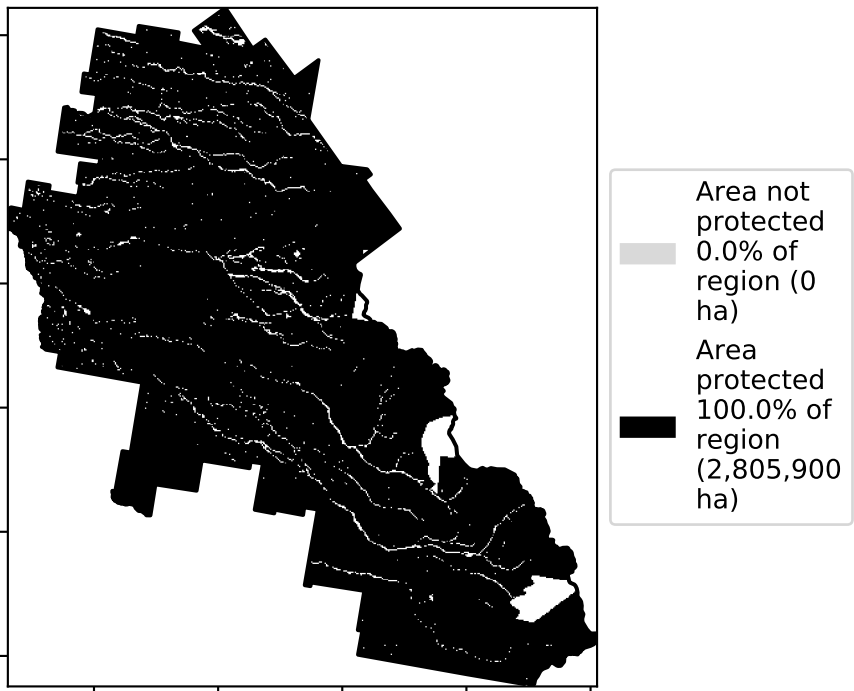 Area not
protected
0.0% of
region (0
ha)
Area
protected
100.0% of
region
(2,805,900
ha)